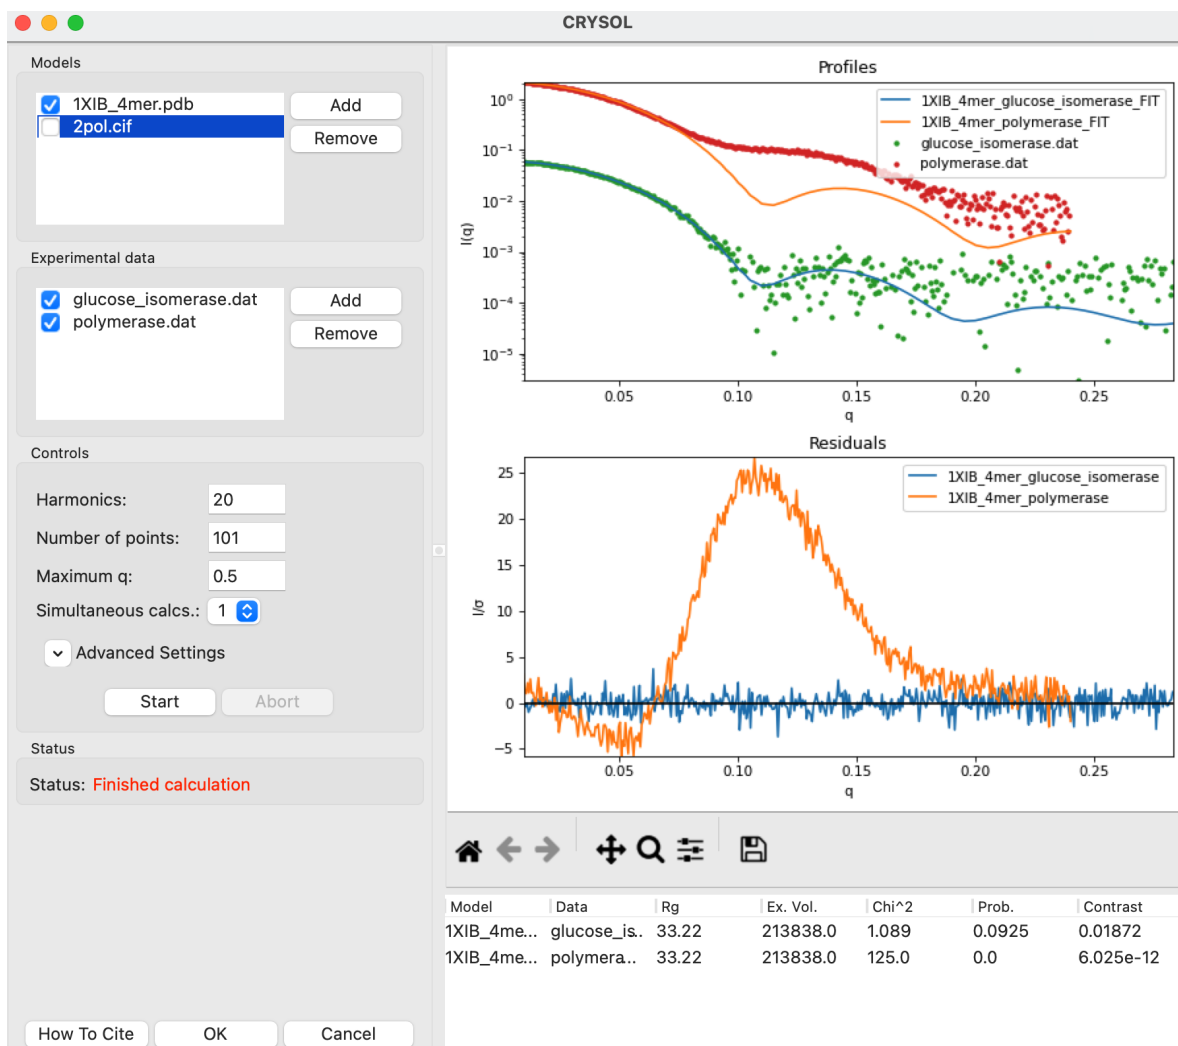 CRYSOL
Models
1XIB_4mer.pdb
2pol.cif
Add
Remove
Experimental data
glucose_isomerase.dat
polymerase.dat
Add
Remove
Controls
Harmonics: 20
Number of points: 101
Maximum q: 0.5
Simultaneous calcs.: 1
Advanced Settings
Start Abort
Status
Status: Finished calculation
How To Cite OK Cancel
Profiles
1XIB_4mer_glucose_isomerase_FIT
1XIB_4mer_polymerase_FIT
glucose_isomerase.dat
polymerase.dat
I(q)
10⁰
10⁻¹
10⁻²
10⁻³
10⁻⁴
10⁻⁵
0.05 0.10 0.15 0.20 0.25
q
Residuals
1XIB_4mer_glucose_isomerase
1XIB_4mer_polymerase
I/σ
25
20
15
10
5
0
−5
0.05 0.10 0.15 0.20 0.25
q
Model Data Rg Ex. Vol. Chi^2 Prob. Contrast
1XIB_4me... glucose_is.. 33.22 213838.0 1.089 0.0925 0.01872
1XIB_4me... polymera... 33.22 213838.0 125.0 0.0 6.025e-12